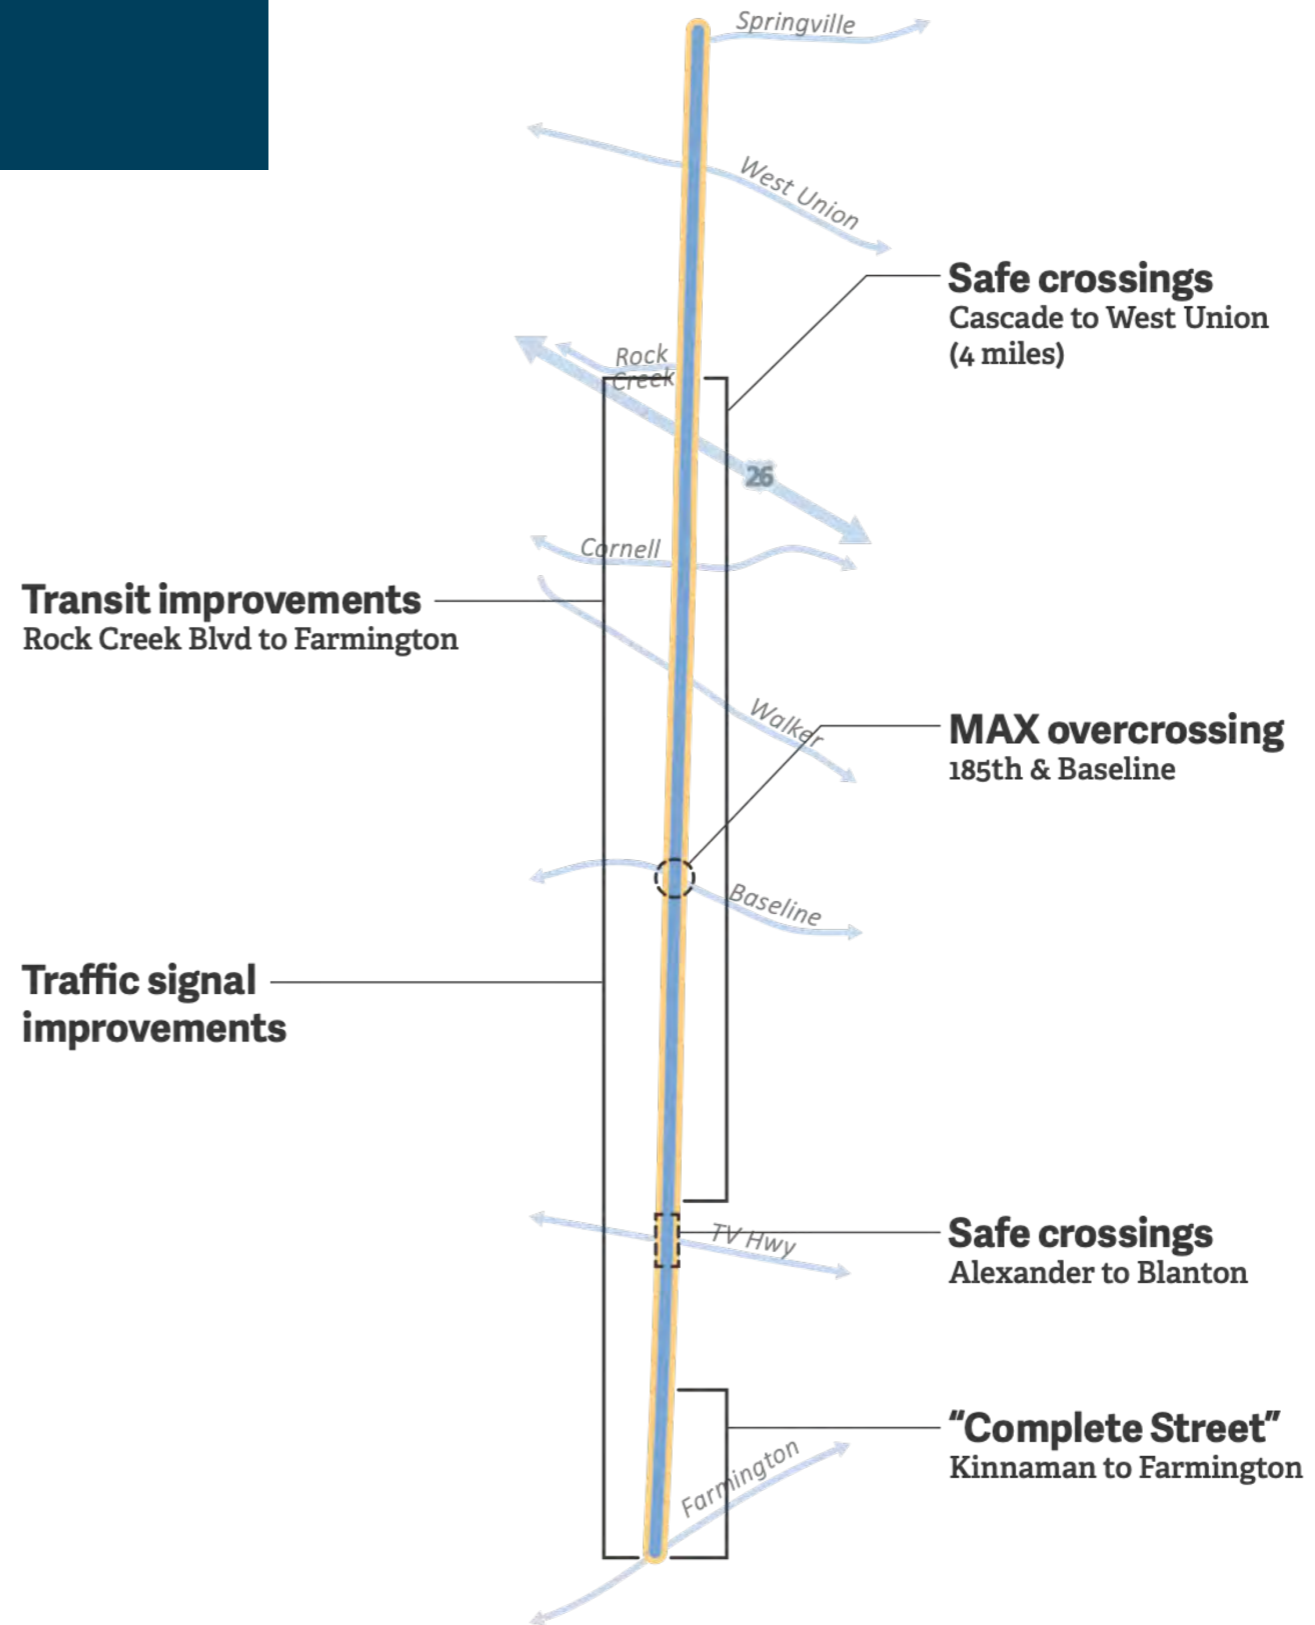 Springville
West Union
Safe crossings
Cascade to West Union
(4 miles)
Rock
Creek
26
Cornell
Transit improvements
Rock Creek Blvd to Farmington
Walker
MAX overcrossing
185th & Baseline
Baseline
Traffic signal
improvements
TV Hwy
Safe crossings
Alexander to Blanton
“Complete Street”
Kinnaman to Farmington
Farmington